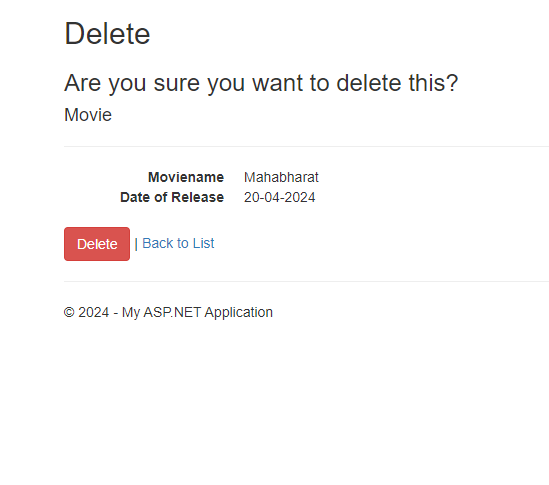 Delete
Are you sure you want to delete this?
Movie
Moviename Mahabharat
Date of Release 20-04-2024
Delete | Back to List
© 2024 - My ASP.NET Application